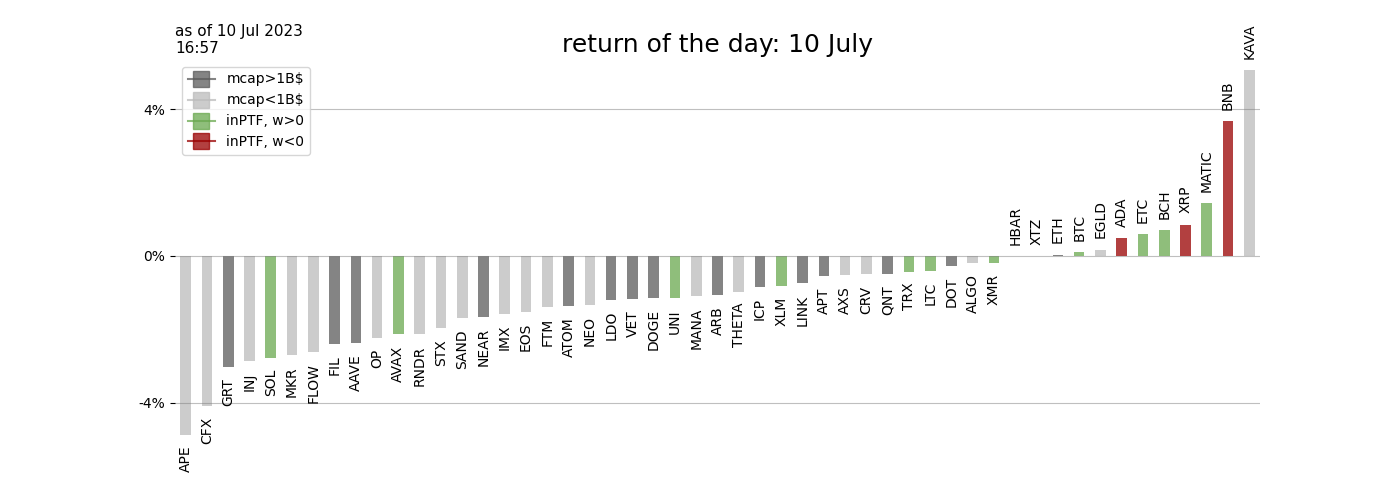 as of 10 Jul 2023
16:57
return of the day: 10 July
mcap>1B$
mcap<1B$
inPTF, w>0
inPTF, w<0
4%
0%
-4%
APE
CFX
GRT
INJ
SOL
MKR
FLOW
FIL
AAVE
OP
AVAX
RNDR
STX
SAND
NEAR
IMX
EOS
FTM
ATOM
NEO
LDO
VET
DOGE
UNI
MANA
ARB
THETA
ICP
XLM
LINK
APT
AXS
CRV
QNT
TRX
LTC
DOT
ALGO
XMR
HBAR
XTZ
ETH
BTC
EGLD
ADA
ETC
BCH
XRP
MATIC
BNB
KAVA